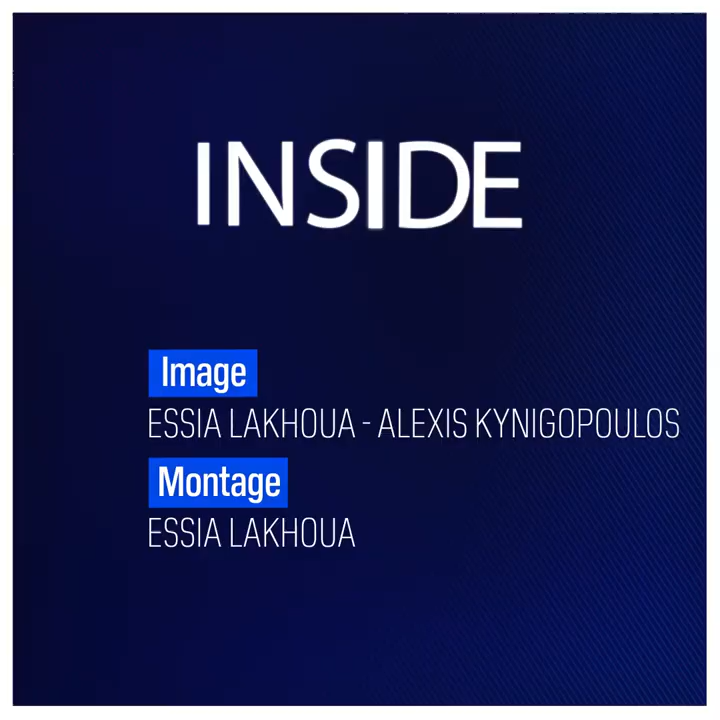 INSIDE
Image
ESSIA LAKHOUA - ALEXIS KYNIGOPOULOS
Montage
ESSIA LAKHOUA